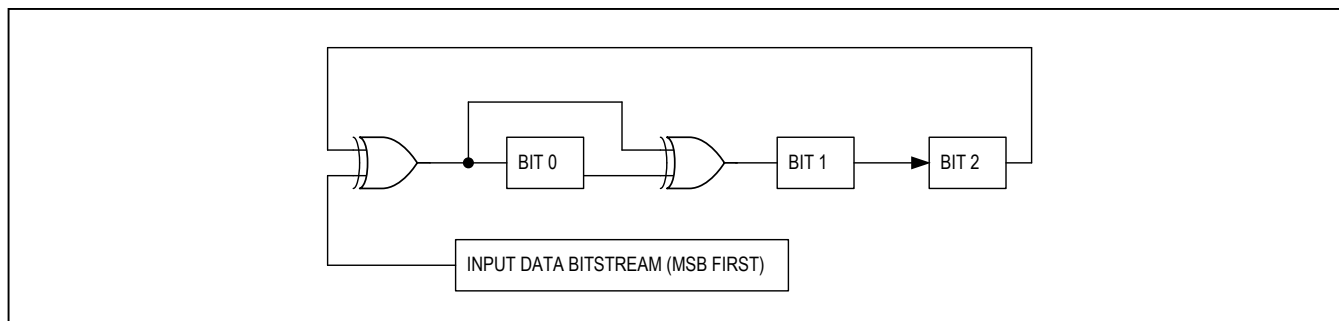 BIT 0
BIT 1
BIT 2
INPUT DATA BITSTREAM (MSB FIRST)